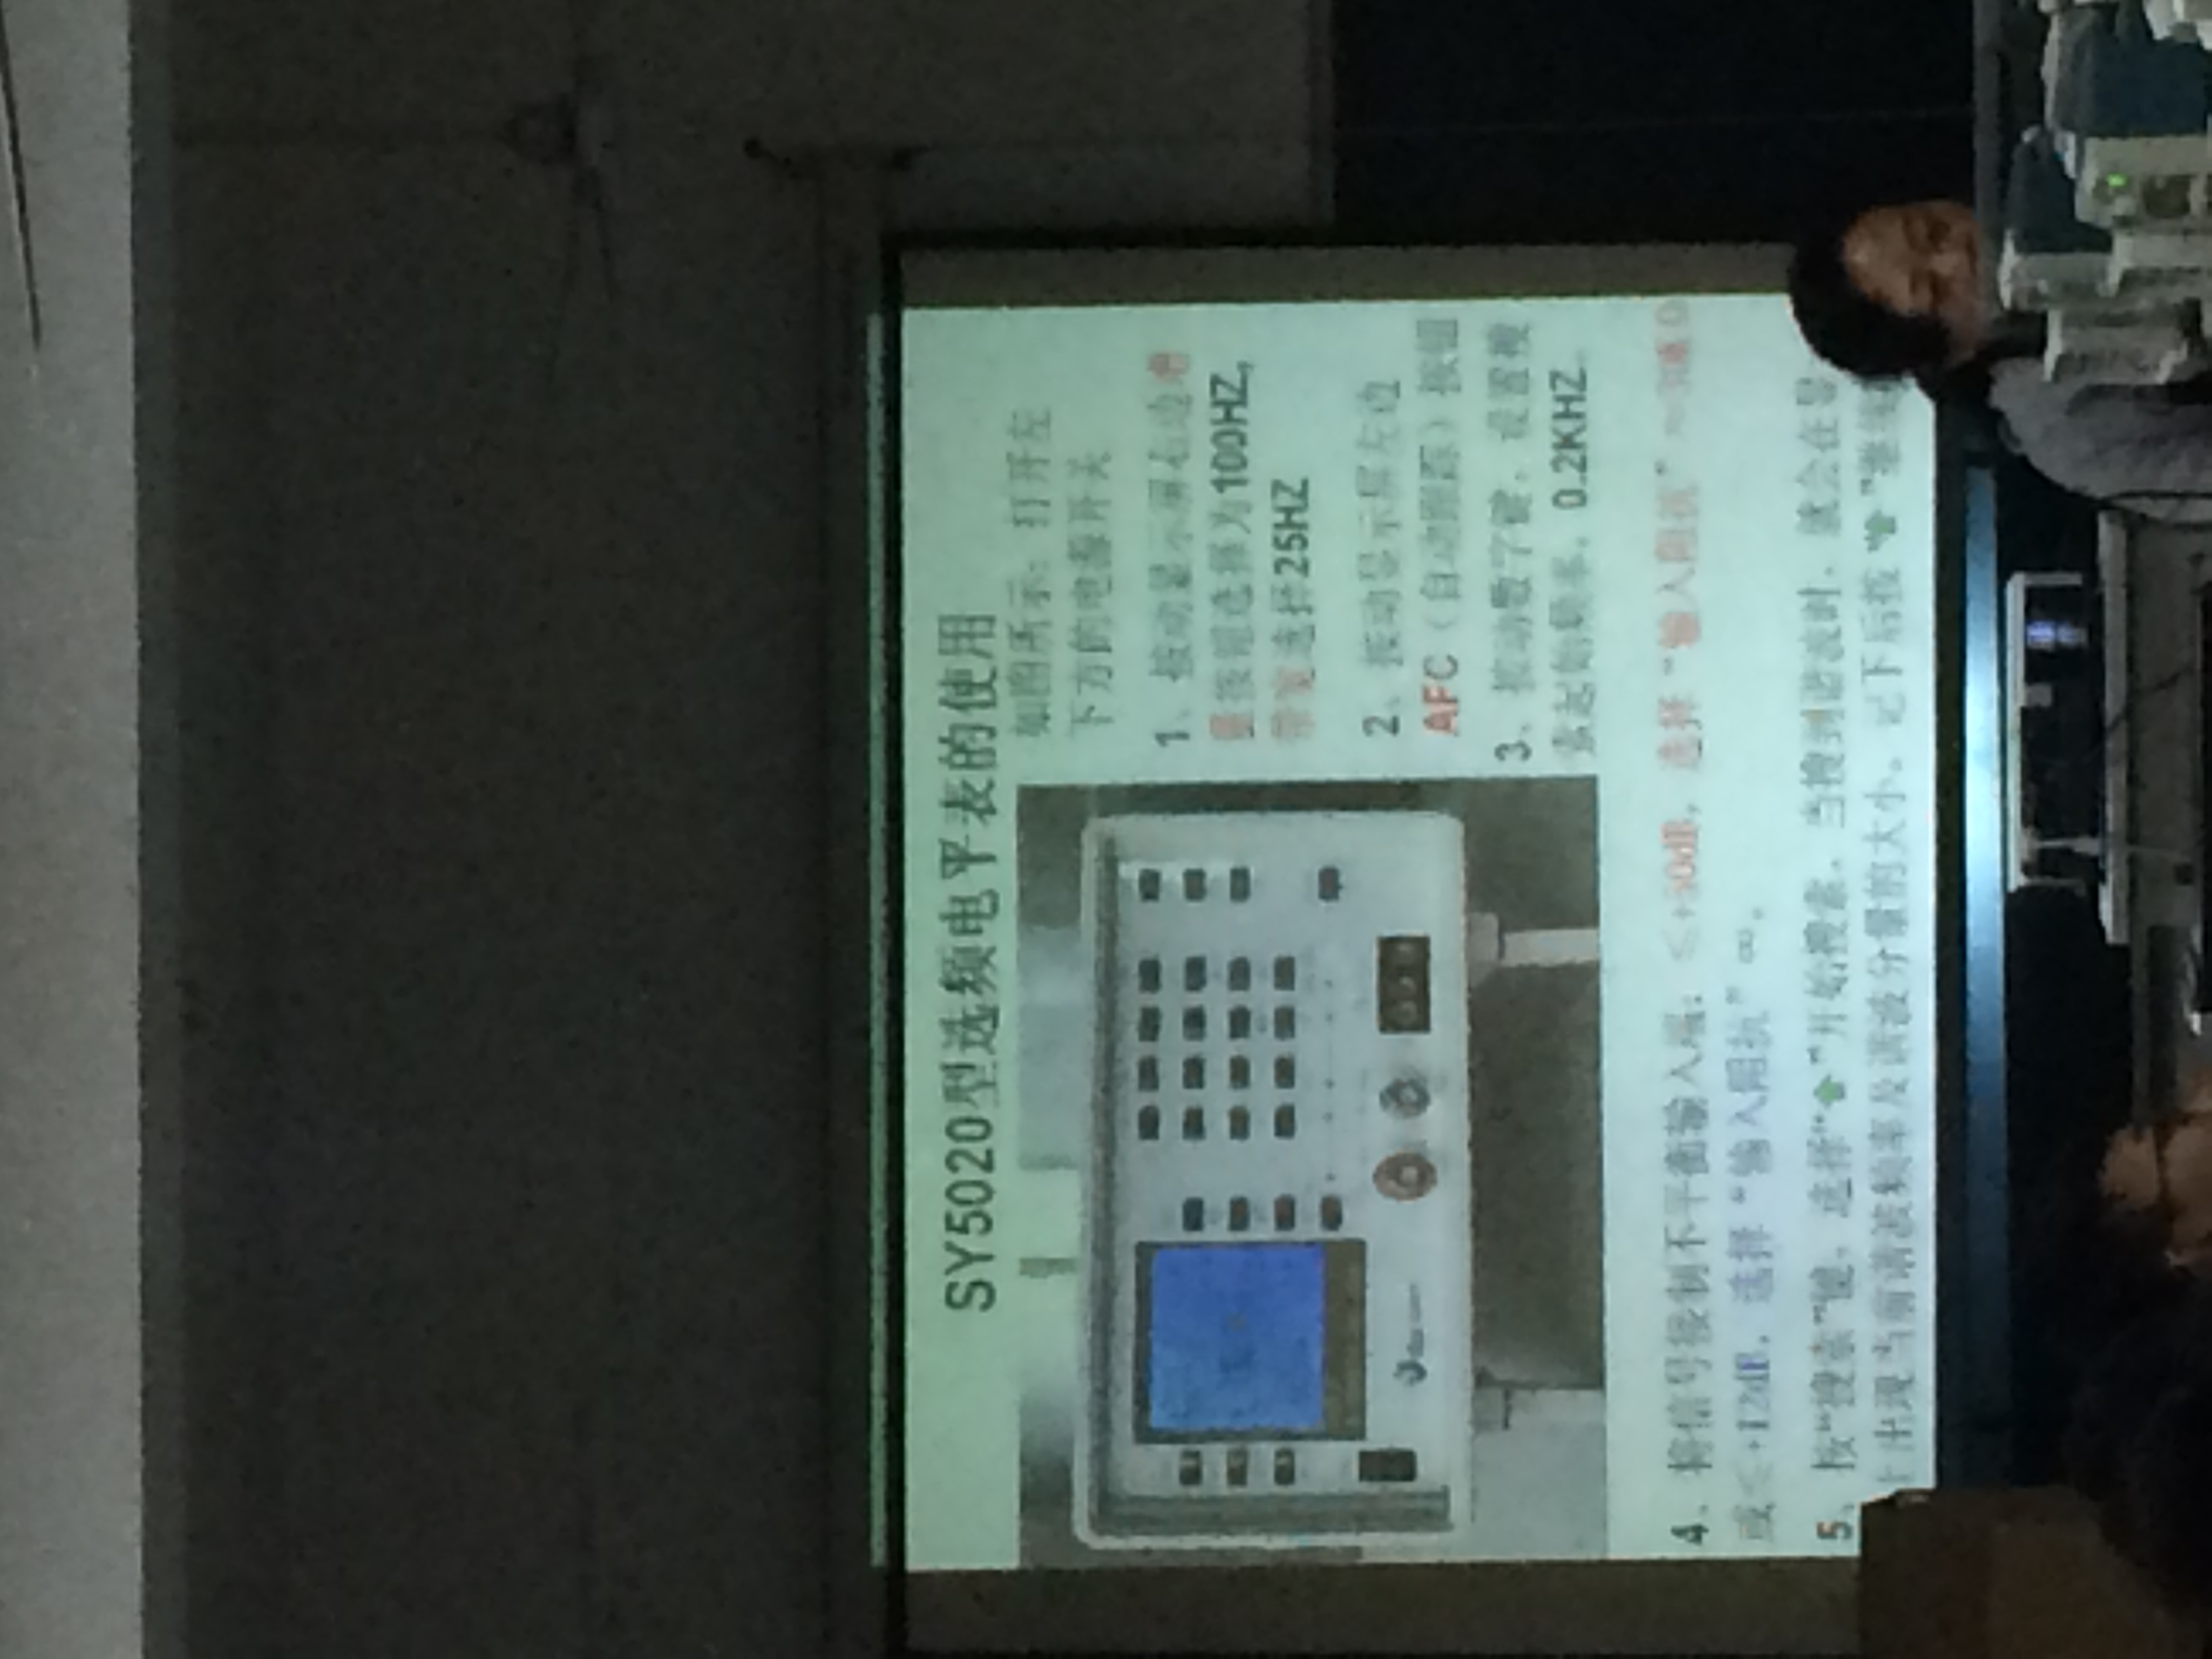 SY5020型选频电平表的使用
如图所示：打开左
下方的电源开关
1、按动显示屏右边增
量按钮选择为100HZ,
带宽选择25HZ
2、按动显示屏左边
AFC（自动跟踪）按钮
3、按动数字键，设置搜
索起始频率，0.2KHZ
4、将信号接制不平衡输入端：≤+50dB，选择“输入阻抗”
或≤+12dB，选择“输入阻抗”∞。
5、按“搜索”键，选择“⬆”开始搜索，当搜到谐波时，就会在显
出现当前谐波频率及谐波分量的大小。记下后按“⬆”继续